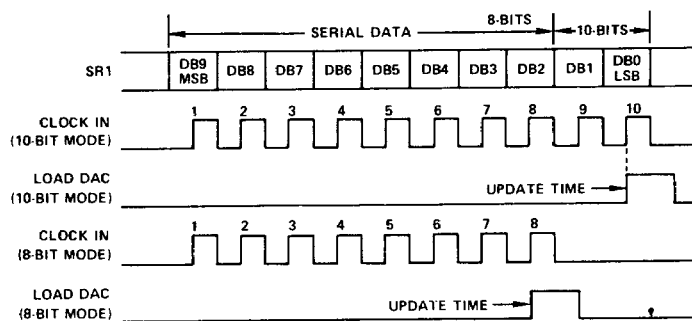 SERIAL DATA 8-BITS 10-BITS
SR1 DB9 MSB DB8 DB7 DB6 DB5 DB4 DB3 DB2 DB1 DB0 LSB
1 2 3 4 5 6 7 8 9 10
CLOCK IN
(10-BIT MODE)
LOAD DAC
(10-BIT MODE)
UPDATE TIME
1 2 3 4 5 6 7 8
CLOCK IN
(8-BIT MODE)
LOAD DAC
(8-BIT MODE)
UPDATE TIME